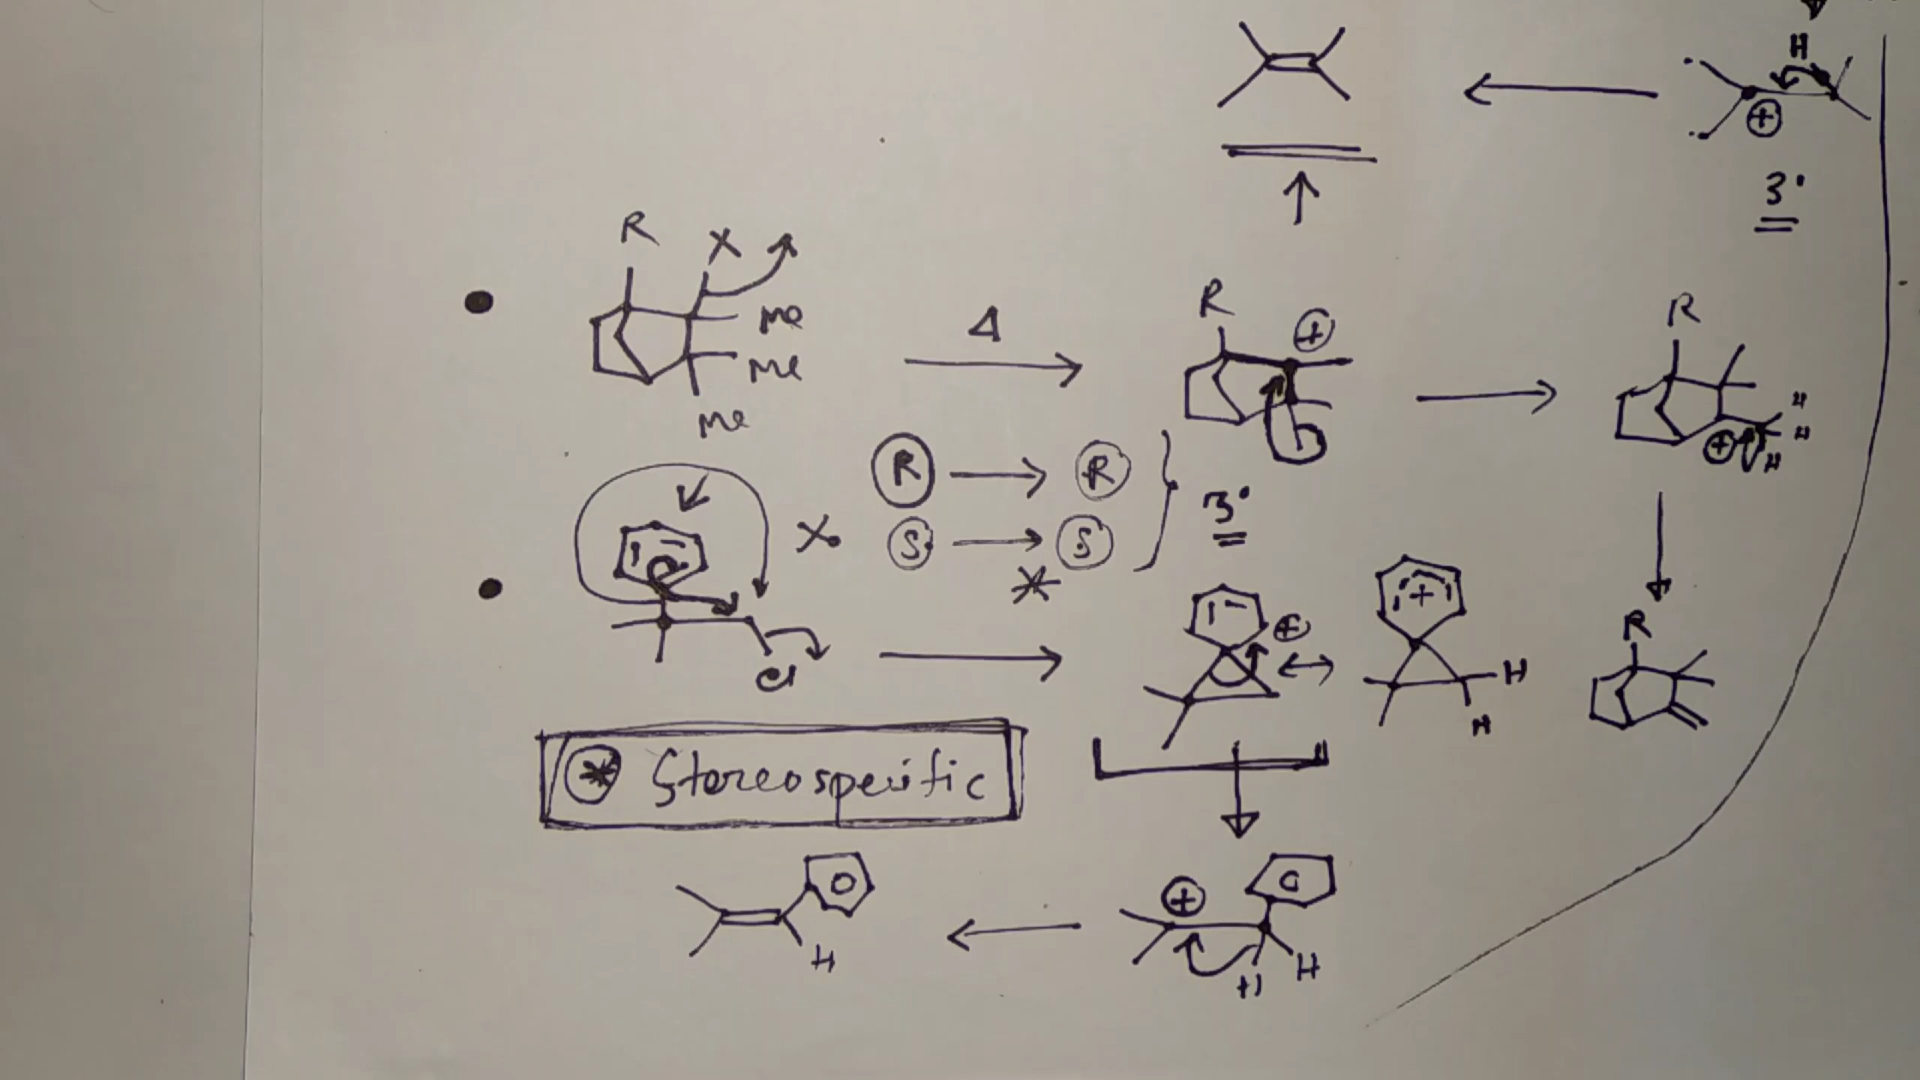 H
⊕
3°
R
X
Me
Me
Me
Δ
R
⊕
R
⊕
H
H
H
R → R
S → S
*
3°
X
Cl
⊕
+
H
H
R
* Stereospecific
H
⊕
H
H